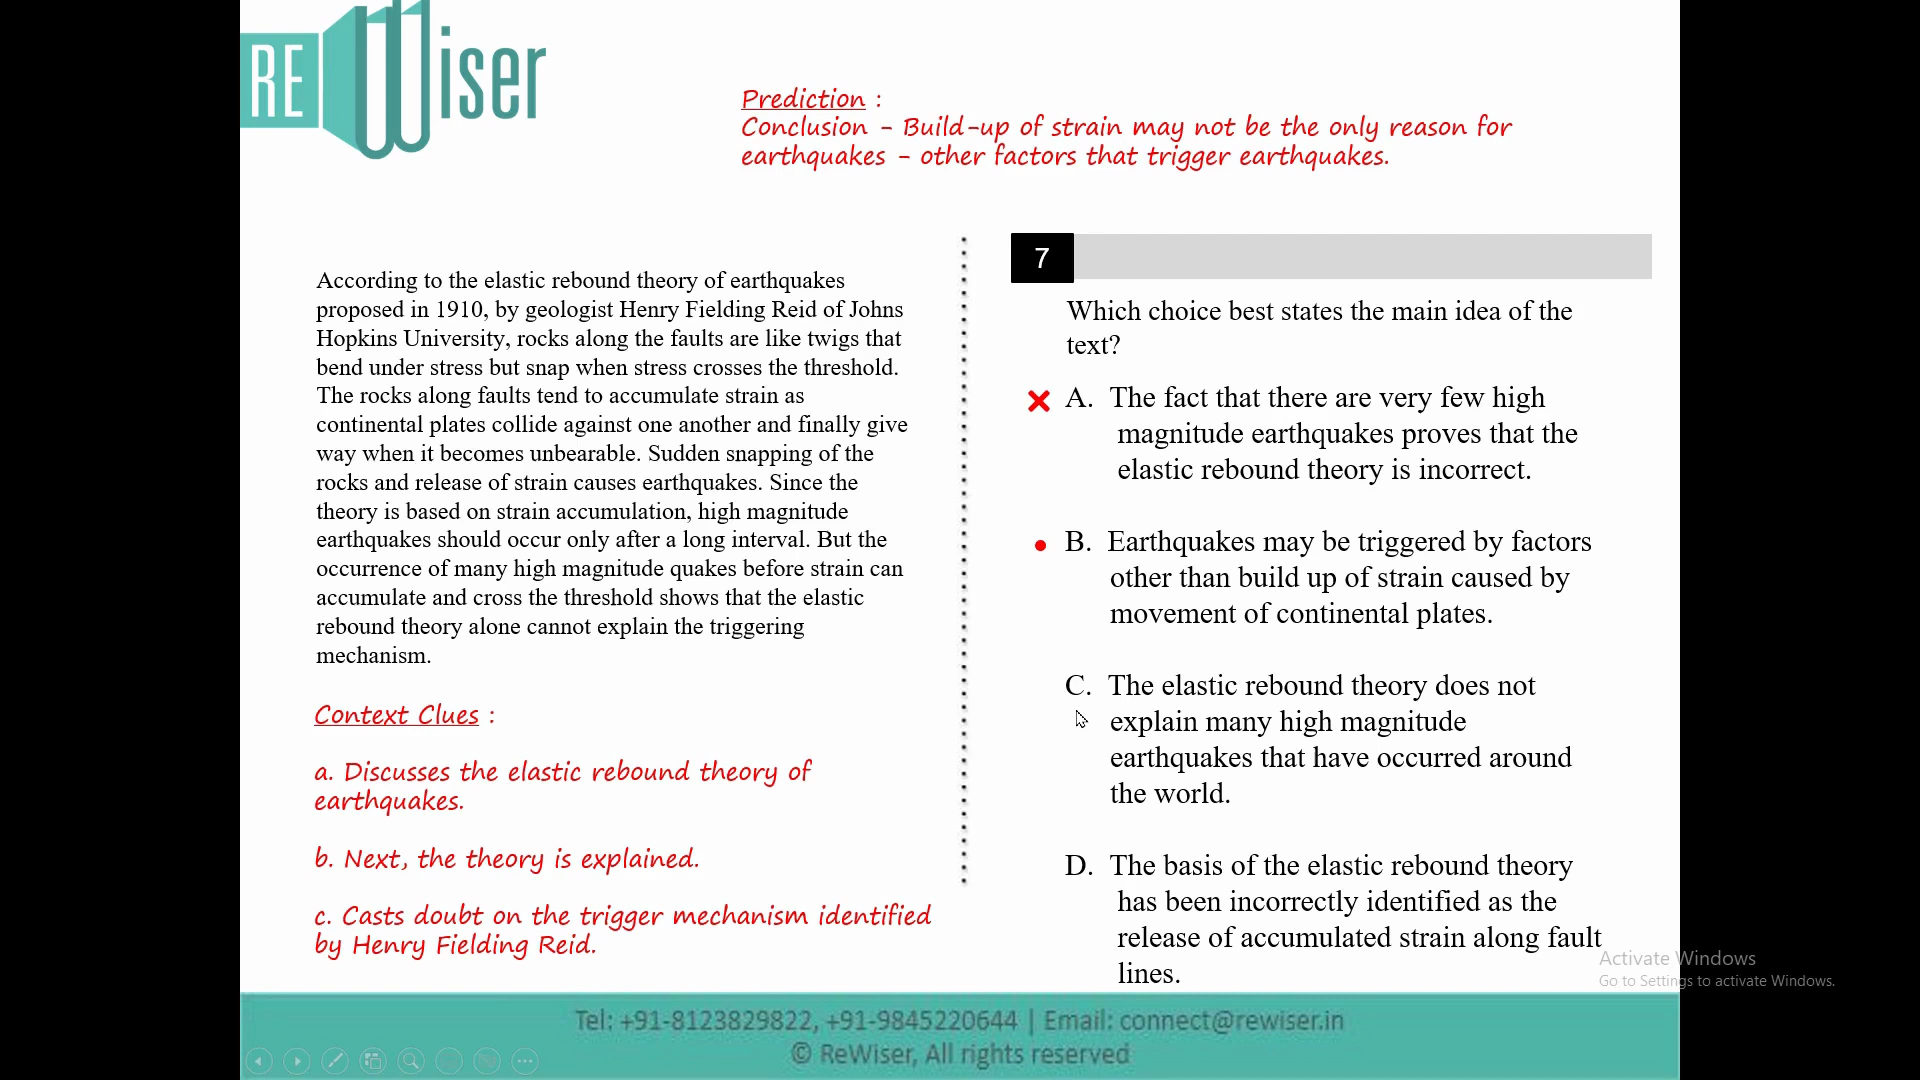 REWiser
Prediction :
Conclusion - Build-up of strain may not be the only reason for
earthquakes - other factors that trigger earthquakes.
According to the elastic rebound theory of earthquakes
proposed in 1910, by geologist Henry Fielding Reid of Johns
Hopkins University, rocks along the faults are like twigs that
bend under stress but snap when stress crosses the threshold.
The rocks along faults tend to accumulate strain as
continental plates collide against one another and finally give
way when it becomes unbearable. Sudden snapping of the
rocks and release of strain causes earthquakes. Since the
theory is based on strain accumulation, high magnitude
earthquakes should occur only after a long interval. But the
occurrence of many high magnitude quakes before strain can
accumulate and cross the threshold shows that the elastic
rebound theory alone cannot explain the triggering
mechanism.
Context Clues :
a. Discusses the elastic rebound theory of
earthquakes.
b. Next, the theory is explained.
c. Casts doubt on the trigger mechanism identified
by Henry Fielding Reid.
7
Which choice best states the main idea of the
text?
A. The fact that there are very few high
magnitude earthquakes proves that the
elastic rebound theory is incorrect.
B. Earthquakes may be triggered by factors
other than build up of strain caused by
movement of continental plates.
C. The elastic rebound theory does not
explain many high magnitude
earthquakes that have occurred around
the world.
D. The basis of the elastic rebound theory
has been incorrectly identified as the
release of accumulated strain along fault
lines.
Activate Windows
Go to Settings to activate Windows.
Tel: +91-8123829822, +91-9845220644 | Email: connect@rewiser.in
© ReWiser, All rights reserved